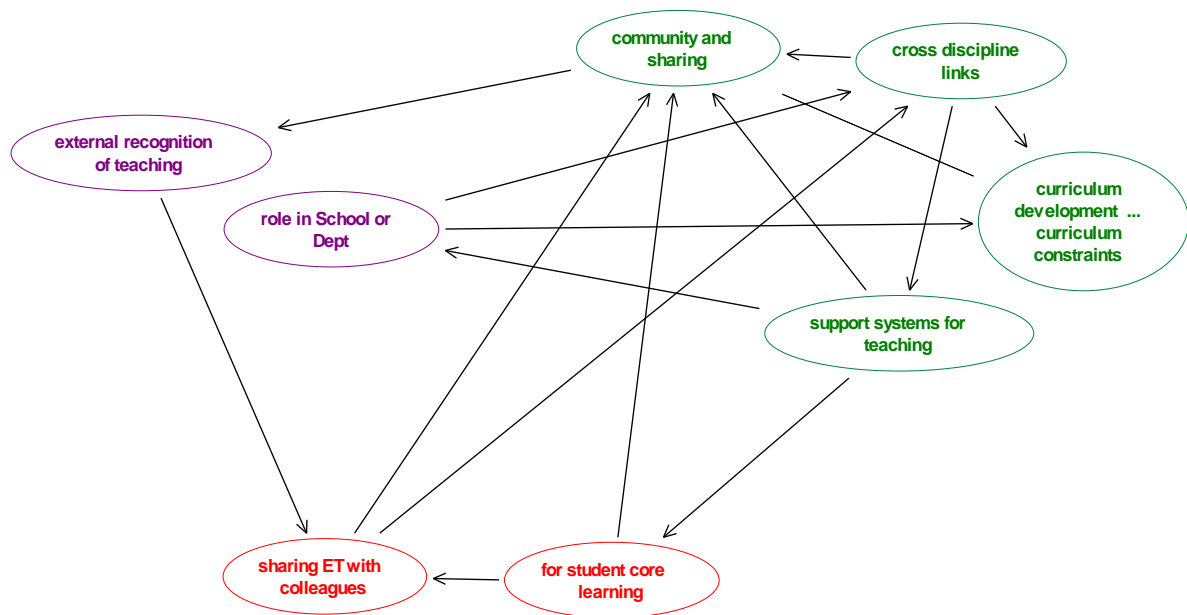 community and
sharing
cross discipline
links
external recognition
of teaching
role in School or
Dept
curriculum
development ...
curriculum
constraints
support systems for
teaching
sharing ET with
colleagues
for student core
learning